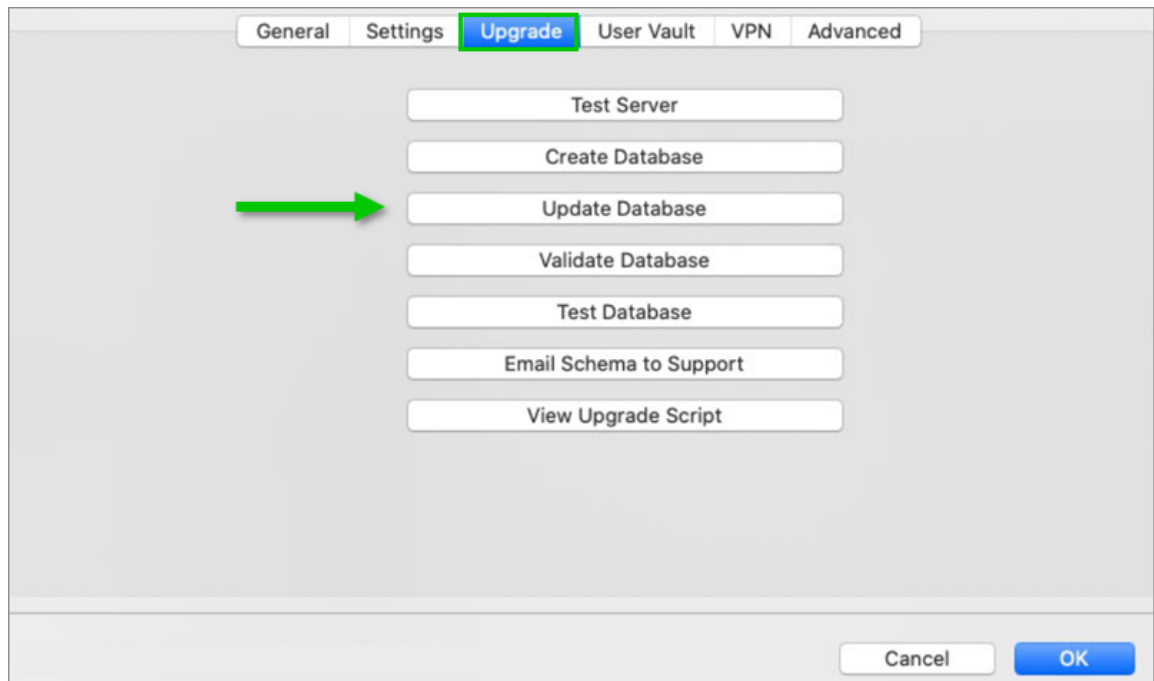 General Settings Upgrade User Vault VPN Advanced
Test Server
Create Database
Update Database
Validate Database
Test Database
Email Schema to Support
View Upgrade Script
Cancel OK